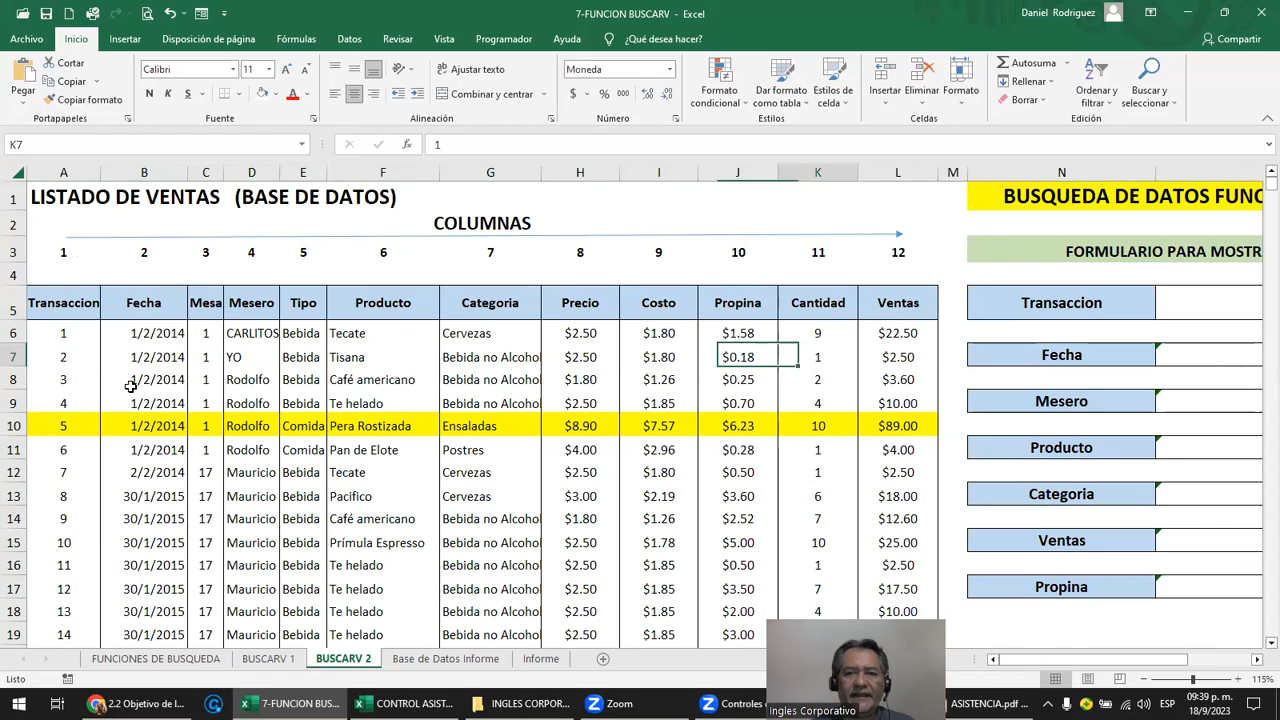 7-FUNCION BUSCARV - Excel
Daniel Rodriguez
Archivo Inicio Insertar Disposición de página Fórmulas Datos Revisar Vista Programador Ayuda ¿Qué desea hacer? Compartir
Pegar Cortar Copiar Copiar formato
Portapapeles
Calibri 11
N K S
Fuente
Ajustar texto
Combinar y centrar
Alineación
Moneda
$ % 000
Número
Formato condicional Dar formato como tabla Estilos de celda
Estilos
Insertar Eliminar Formato
Celdas
Autosuma
Rellenar
Borrar
Ordenar y filtrar Buscar y seleccionar
Edición
K7 fx 1
A B C D E F G H I J K L M N
1 LISTADO DE VENTAS (BASE DE DATOS) BUSQUEDA DE DATOS FUNC
2 COLUMNAS
3 1 2 3 4 5 6 7 8 9 10 11 12 FORMULARIO PARA MOSTR
4
5 Transaccion Fecha Mesa Mesero Tipo Producto Categoria Precio Costo Propina Cantidad Ventas Transaccion
6 1 1/2/2014 1 CARLITOS Bebida Tecate Cervezas $2.50 $1.80 $1.58 9 $22.50
7 2 1/2/2014 1 YO Bebida Tisana Bebida no Alcohol $2.50 $1.80 $0.18 1 $2.50 Fecha
8 3 1/2/2014 1 Rodolfo Bebida Café americano Bebida no Alcohol $1.80 $1.26 $0.25 2 $3.60
9 4 1/2/2014 1 Rodolfo Bebida Te helado Bebida no Alcohol $2.50 $1.85 $0.70 4 $10.00 Mesero
10 5 1/2/2014 1 Rodolfo Comida Pera Rostizada Ensaladas $8.90 $7.57 $6.23 10 $89.00
11 6 1/2/2014 1 Rodolfo Comida Pan de Elote Postres $4.00 $2.96 $0.28 1 $4.00 Producto
12 7 2/2/2014 17 Mauricio Bebida Tecate Cervezas $2.50 $1.80 $0.50 1 $2.50
13 8 30/1/2015 17 Mauricio Bebida Pacifico Cervezas $3.00 $2.19 $3.60 6 $18.00 Categoria
14 9 30/1/2015 17 Mauricio Bebida Café americano Bebida no Alcohol $1.80 $1.26 $2.52 7 $12.60
15 10 30/1/2015 17 Mauricio Bebida Prímula Espresso Bebida no Alcohol $2.50 $1.78 $5.00 10 $25.00 Ventas
16 11 30/1/2015 17 Mauricio Bebida Te helado Bebida no Alcohol $2.50 $1.85 $0.50 1 $2.50
17 12 30/1/2015 17 Mauricio Bebida Te helado Bebida no Alcohol $2.50 $1.85 $3.50 7 $17.50 Propina
18 13 30/1/2015 17 Mauricio Bebida Te helado Bebida no Alcohol $2.50 $1.85 $2.00 4 $10.00
19 14 30/1/2015 17 Mauricio Bebida Te helado Bebida no Alcohol $2.50 $1.85 $3.00
FUNCIONES DE BUSQUEDA BUSCARV 1 BUSCARV 2 Base de Datos Informe Informe
Listo 115%
2.2 Objetivo de l... 7-FUNCION BUS... CONTROL ASIST... INGLES CORPOR... Zoom Controles ASISTENCIA.pdf ... ESP 09:39 p. m.
18/9/2023
Ingles Corporativo